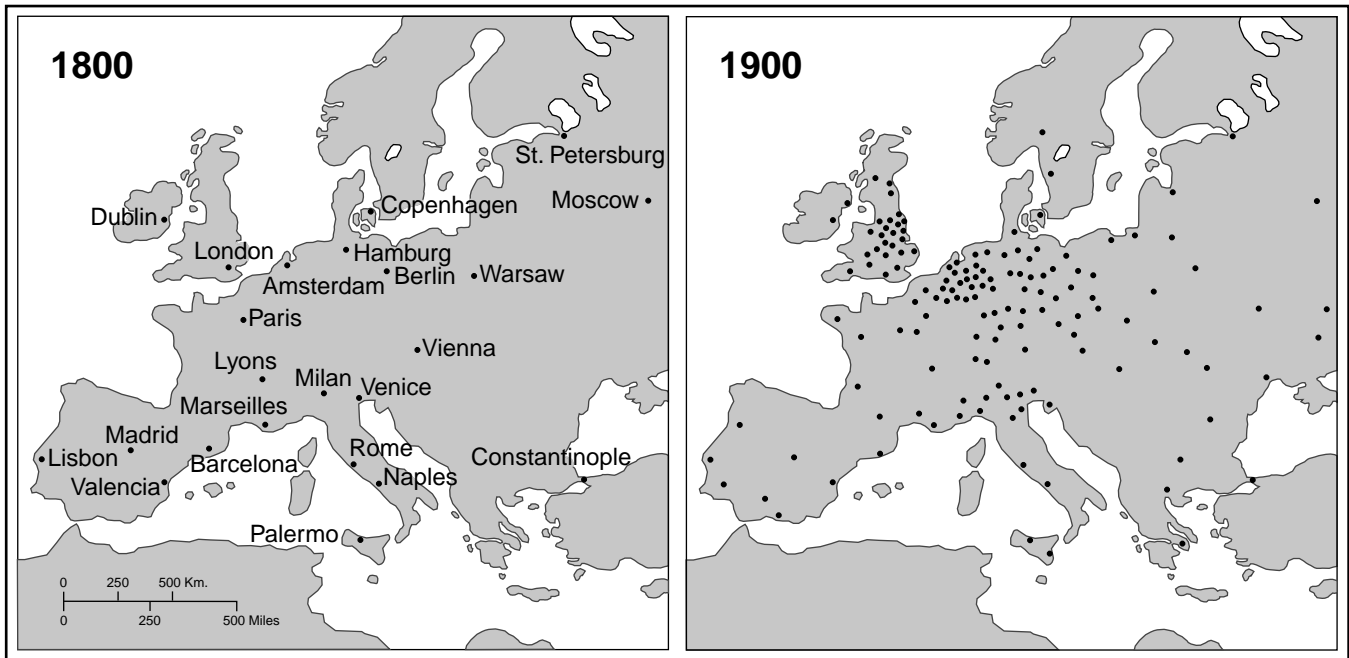 1800
1900
St. Petersburg
Moscow
Copenhagen
Dublin
London
Hamburg
Amsterdam
Berlin
Warsaw
Paris
Vienna
Lyons
Milan
Venice
Marseilles
Madrid
Lisbon
Barcelona
Rome
Constantinople
Valencia
Naples
Palermo
0 250 500 Km.
0 250 500 Miles